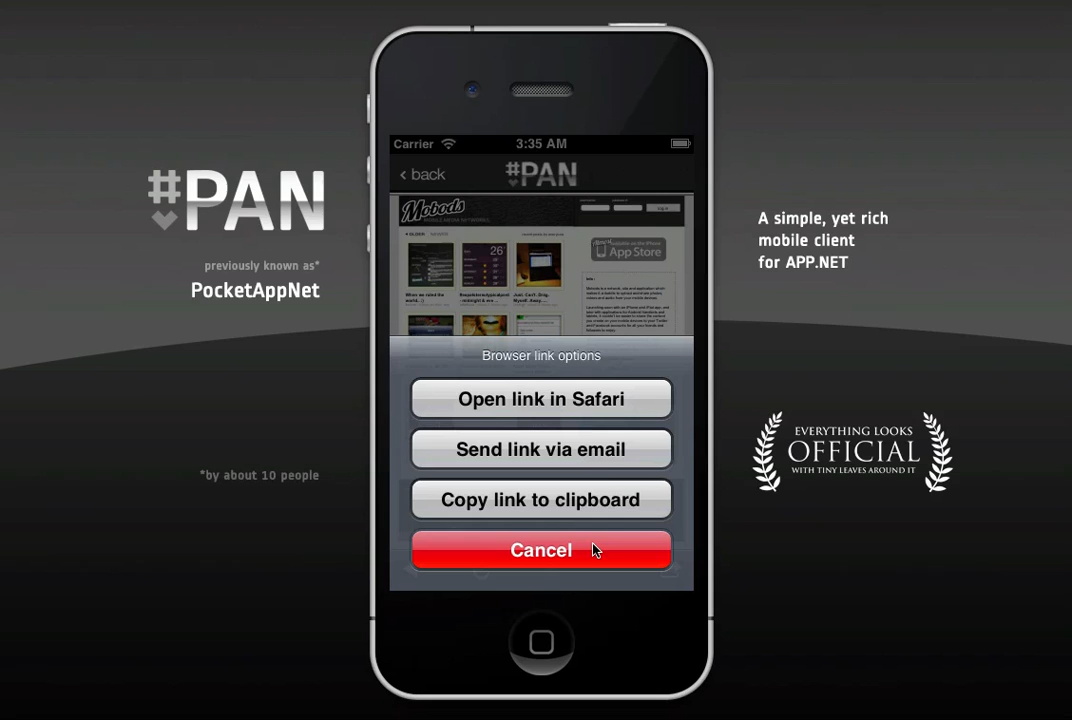 #PAN
previously known as*
PocketAppNet
*by about 10 people
Carrier 3:35 AM
back #PAN
Mobods
App Store
26°
Browser link options
Open link in Safari
Send link via email
Copy link to clipboard
Cancel
A simple, yet rich
mobile client
for APP.NET
EVERYTHING LOOKS
OFFICIAL
WITH TINY LEAVES AROUND IT